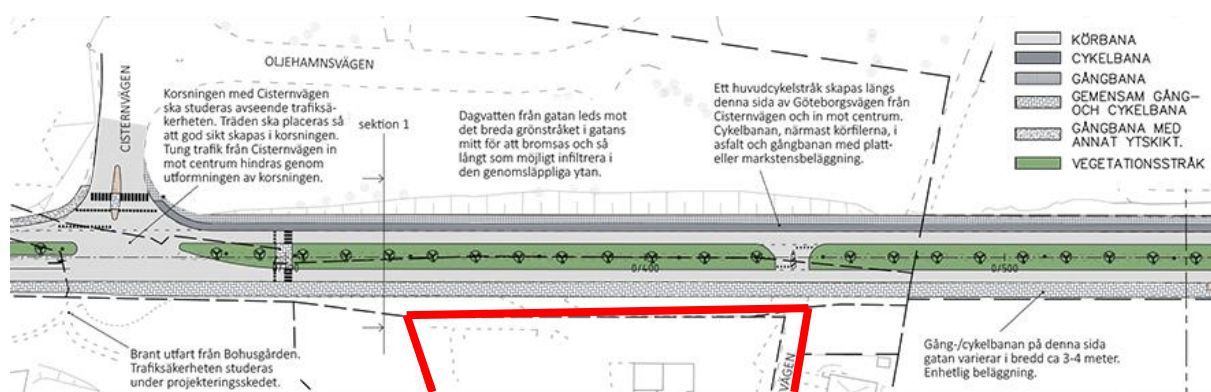 OLJEHAMNSVÄGEN
CISTERNVÄGEN
Korsningen med Cisternvägen
ska studeras avseende trafiksä-
kerheten. Träden ska placeras så
att god sikt skapas i korsningen.
Tung trafik från Cisternvägen in
mot centrum hindras genom
utformningen av korsningen.
sektion 1
Dagvatten från gatan leds mot
det breda grönstråket i gatans
mitt för att bromsas och så
långt som möjligt infiltrera i
den genomsläppliga ytan.
Ett huvudcykelstråk skapas längs
denna sida av Göteborgsvägen från
Cisternvägen och in mot centrum.
Cykelbanan, närmast körfilerna, i
asfalt och gångbanan med platt-
eller markstensbeläggning.
KÖRBANA
CYKELBANA
GÅNGBANA
GEMENSAM GÅNG-
OCH CYKELBANA
GÅNGBANA MED
ANNAT YTSKIKT.
VEGETATIONSSTRÅK
0/400
0/500
Brant utfart från Bohusgården.
Trafiksäkerheten studeras
under projekteringsskedet.
VÄGEN
Gång-/cykelbanan på denna sida
gatan varierar i bredd ca 3-4 meter.
Enhetlig beläggning.